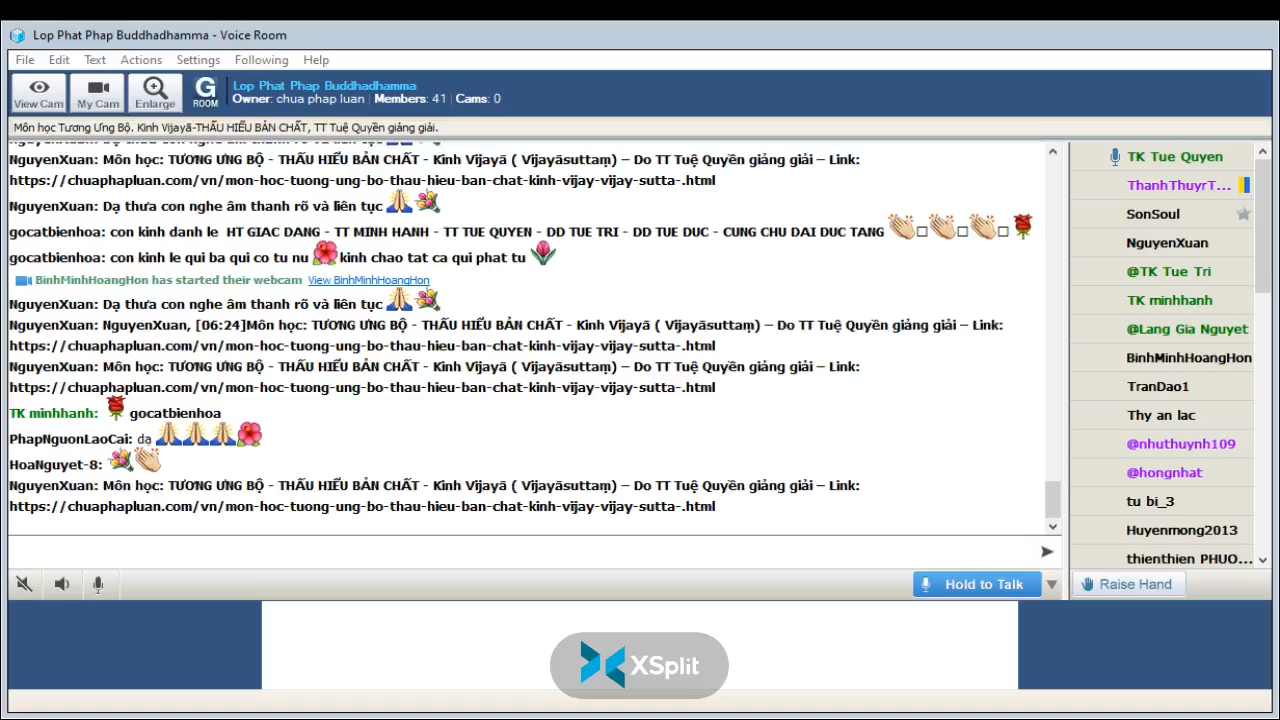 Lop Phat Phap Buddhadhamma - Voice Room
File Edit Text Actions Settings Following Help
View Cam My Cam Enlarge G ROOM
Lop Phat Phap Buddhadhamma
Owner: chua phap luan | Members: 41 | Cams: 0
Môn học Tương Ưng Bộ. Kinh Vijayā-THẤU HIỂU BẢN CHẤT, TT Tuệ Quyền giảng giải.
NguyenXuan: Môn học: TƯƠNG ƯNG BỘ - THẤU HIỂU BẢN CHẤT - Kinh Vijayā ( Vijayāsuttaṃ) – Do TT Tuệ Quyền giảng giải – Link:
https://chuaphapluan.com/vn/mon-hoc-tuong-ung-bo-thau-hieu-ban-chat-kinh-vijay-vijay-sutta-.html
NguyenXuan: Dạ thưa con nghe âm thanh rõ và liên tục
gocatbienhoa: con kinh danh le HT GIAC DANG - TT MINH HANH - TT TUE QUYEN - DD TUE TRI - DD TUE DUC - CUNG CHU DAI DUC TANG
gocatbienhoa: con kinh le qui ba qui co tu nu kinh chao tat ca qui phat tu
BinhMinhHoangHon has started their webcam View BinhMinhHoangHon
NguyenXuan: Dạ thưa con nghe âm thanh rõ và liên tục
NguyenXuan: NguyenXuan, [06:24]Môn học: TƯƠNG ƯNG BỘ - THẤU HIỂU BẢN CHẤT - Kinh Vijayā ( Vijayāsuttaṃ) – Do TT Tuệ Quyền giảng giải – Link:
https://chuaphapluan.com/vn/mon-hoc-tuong-ung-bo-thau-hieu-ban-chat-kinh-vijay-vijay-sutta-.html
NguyenXuan: Môn học: TƯƠNG ƯNG BỘ - THẤU HIỂU BẢN CHẤT - Kinh Vijayā ( Vijayāsuttaṃ) – Do TT Tuệ Quyền giảng giải – Link:
https://chuaphapluan.com/vn/mon-hoc-tuong-ung-bo-thau-hieu-ban-chat-kinh-vijay-vijay-sutta-.html
TK minhhanh: gocatbienhoa
PhapNguonLaoCai: dạ
HoaNguyet-8:
NguyenXuan: Môn học: TƯƠNG ƯNG BỘ - THẤU HIỂU BẢN CHẤT - Kinh Vijayā ( Vijayāsuttaṃ) – Do TT Tuệ Quyền giảng giải – Link:
https://chuaphapluan.com/vn/mon-hoc-tuong-ung-bo-thau-hieu-ban-chat-kinh-vijay-vijay-sutta-.html
TK Tue Quyen
ThanhThuyrT...
SonSoul
NguyenXuan
@TK Tue Tri
TK minhhanh
@Lang Gia Nguyet
BinhMinhHoangHon
TranDao1
Thy an lac
@nhuthuynh109
@hongnhat
tu bi_3
Huyenmong2013
thienthien PHUO...
Hold to Talk
Raise Hand
XSplit